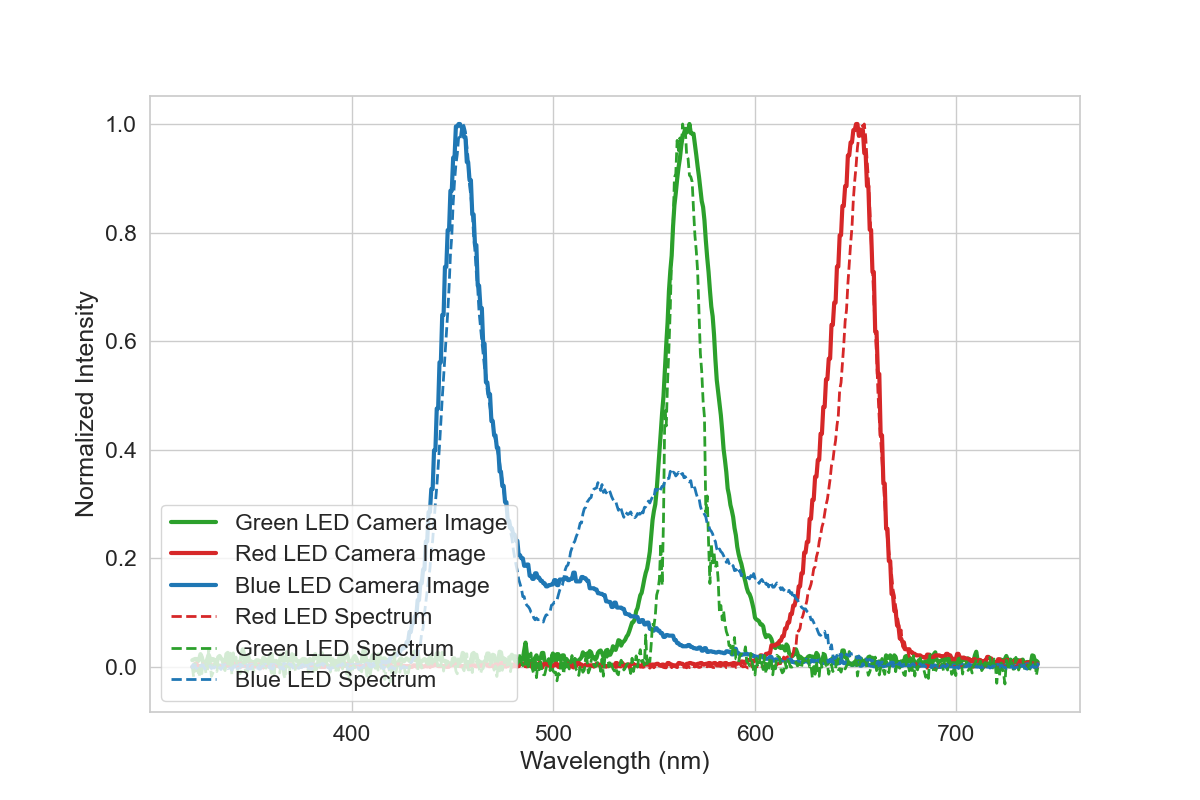 1.0
0.8
0.6
0.4
0.2
0.0
Normalized Intensity
Green LED Camera Image
Red LED Camera Image
Blue LED Camera Image
Red LED Spectrum
Green LED Spectrum
Blue LED Spectrum
400 500 600 700
Wavelength (nm)